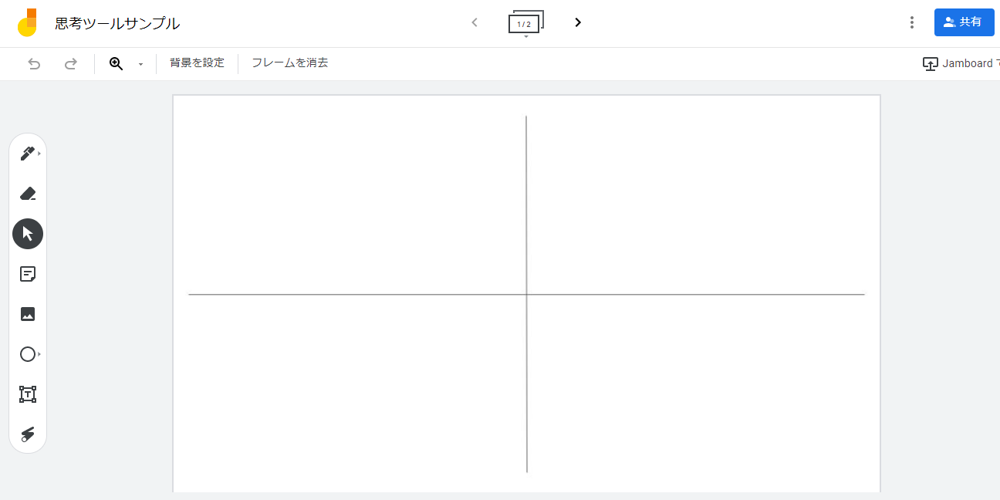 思考ツールサンプル
1 / 2
共有
背景を設定
フレームを消去
Jamboard
T